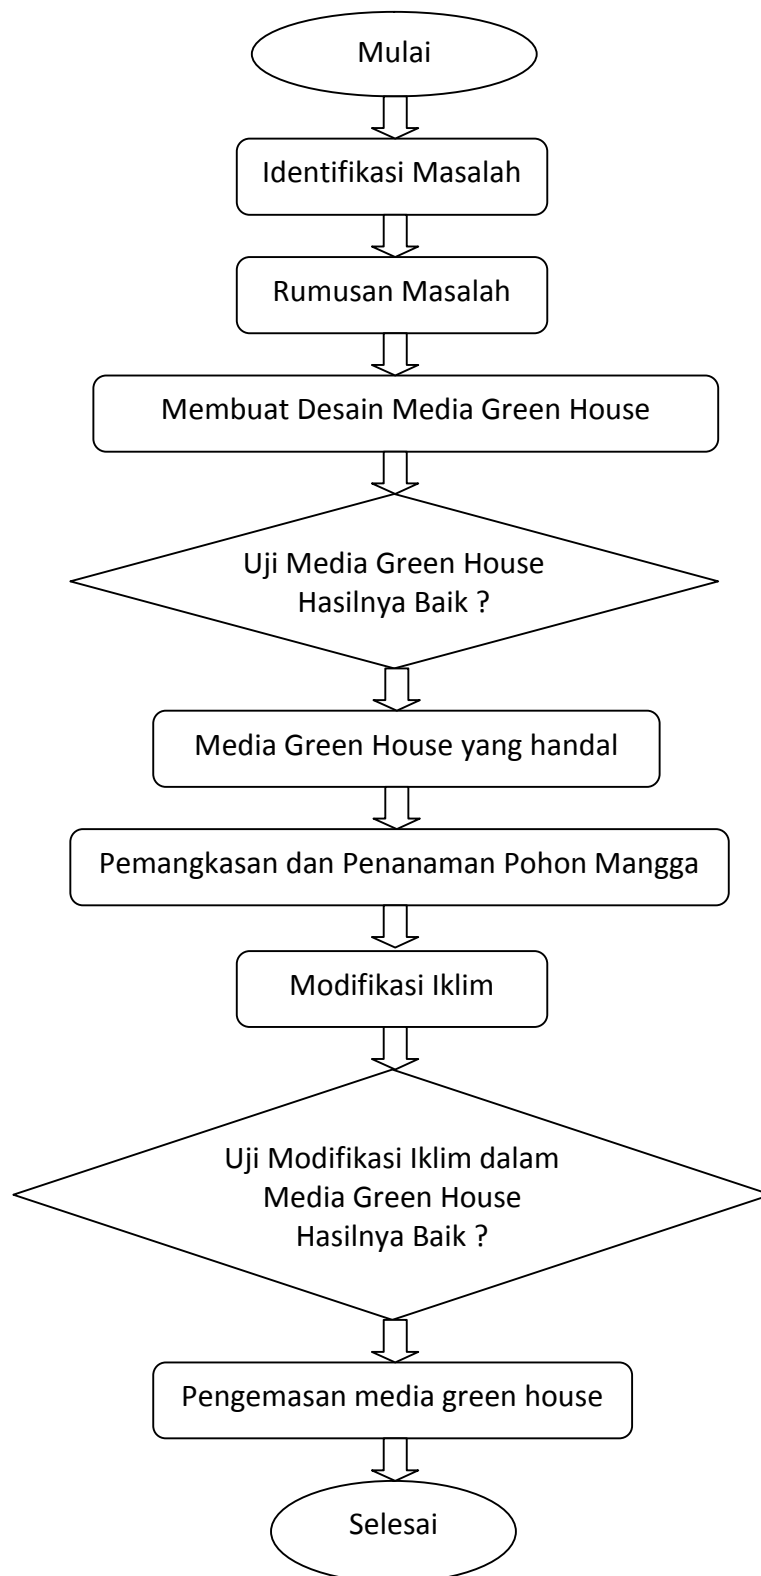 Mulai
Identifikasi Masalah
Rumusan Masalah
Membuat Desain Media Green House
Uji Media Green House
Hasilnya Baik ?
Media Green House yang handal
Pemangkasan dan Penanaman Pohon Mangga
Modifikasi Iklim
Uji Modifikasi Iklim dalam
Media Green House
Hasilnya Baik ?
Pengemasan media green house
Selesai